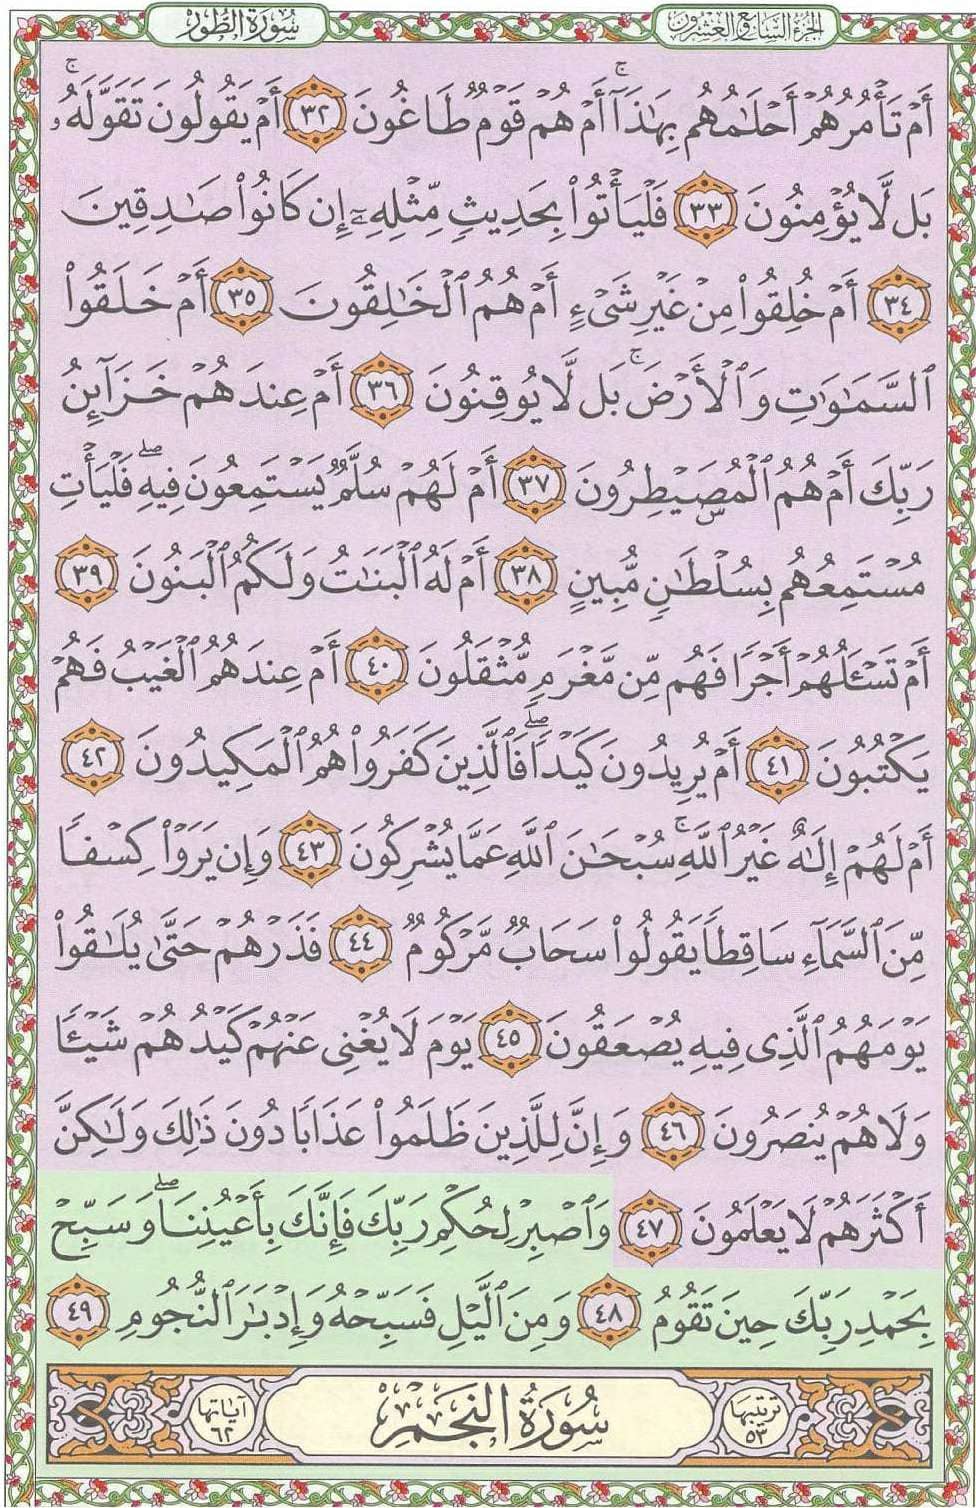 الجزء السابع والعشرون
سورة الطور
أَمْ تَأْمُرُهُمْ أَحْلَٰمُهُم بِهَٰذَآ ۚ أَمْ هُمْ قَوْمٌ طَاغُونَ ٣٢ أَمْ يَقُولُونَ تَقَوَّلَهُۥ ۚ
بَل لَّا يُؤْمِنُونَ ٣٣ فَلْيَأْتُوا۟ بِحَدِيثٍ مِّثْلِهِۦٓ إِن كَانُوا۟ صَٰدِقِينَ
٣٤ أَمْ خُلِقُوا۟ مِنْ غَيْرِ شَىْءٍ أَمْ هُمُ ٱلْخَٰلِقُونَ ٣٥ أَمْ خَلَقُوا۟
ٱلسَّمَٰوَٰتِ وَٱلْأَرْضَ ۚ بَل لَّا يُوقِنُونَ ٣٦ أَمْ عِندَهُمْ خَزَآئِنُ
رَبِّكَ أَمْ هُمُ ٱلْمُصَۣيْطِرُونَ ٣٧ أَمْ لَهُمْ سُلَّمٌ يَسْتَمِعُونَ فِيهِ ۖ فَلْيَأْتِ
مُسْتَمِعُهُم بِسُلْطَٰنٍ مُّبِينٍ ٣٨ أَمْ لَهُ ٱلْبَنَٰتُ وَلَكُمُ ٱلْبَنُونَ ٣٩
أَمْ تَسْـَٔلُهُمْ أَجْرًا فَهُم مِّن مَّغْرَمٍ مُّثْقَلُونَ ٤٠ أَمْ عِندَهُمُ ٱلْغَيْبُ فَهُمْ
يَكْتُبُونَ ٤١ أَمْ يُرِيدُونَ كَيْدًا ۖ فَٱلَّذِينَ كَفَرُوا۟ هُمُ ٱلْمَكِيدُونَ ٤٢
أَمْ لَهُمْ إِلَٰهٌ غَيْرُ ٱللَّهِ ۚ سُبْحَٰنَ ٱللَّهِ عَمَّا يُشْرِكُونَ ٤٣ وَإِن يَرَوْا۟ كِسْفًا
مِّنَ ٱلسَّمَآءِ سَاقِطًا يَقُولُوا۟ سَحَابٌ مَّرْكُومٌ ٤٤ فَذَرْهُمْ حَتَّىٰ يُلَٰقُوا۟
يَوْمَهُمُ ٱلَّذِى فِيهِ يُصْعَقُونَ ٤٥ يَوْمَ لَا يُغْنِى عَنْهُمْ كَيْدُهُمْ شَيْـًٔا
وَلَا هُمْ يُنصَرُونَ ٤٦ وَإِنَّ لِلَّذِينَ ظَلَمُوا۟ عَذَابًا دُونَ ذَٰلِكَ وَلَٰكِنَّ
أَكْثَرَهُمْ لَا يَعْلَمُونَ ٤٧ وَٱصْبِرْ لِحُكْمِ رَبِّكَ فَإِنَّكَ بِأَعْيُنِنَا ۖ وَسَبِّحْ
بِحَمْدِ رَبِّكَ حِينَ تَقُومُ ٤٨ وَمِنَ ٱلَّيْلِ فَسَبِّحْهُ وَإِدْبَٰرَ ٱلنُّجُومِ ٤٩
ترتيبها ٥٣
سُورَةُ النَّجْمِ
آياتها ٦٢